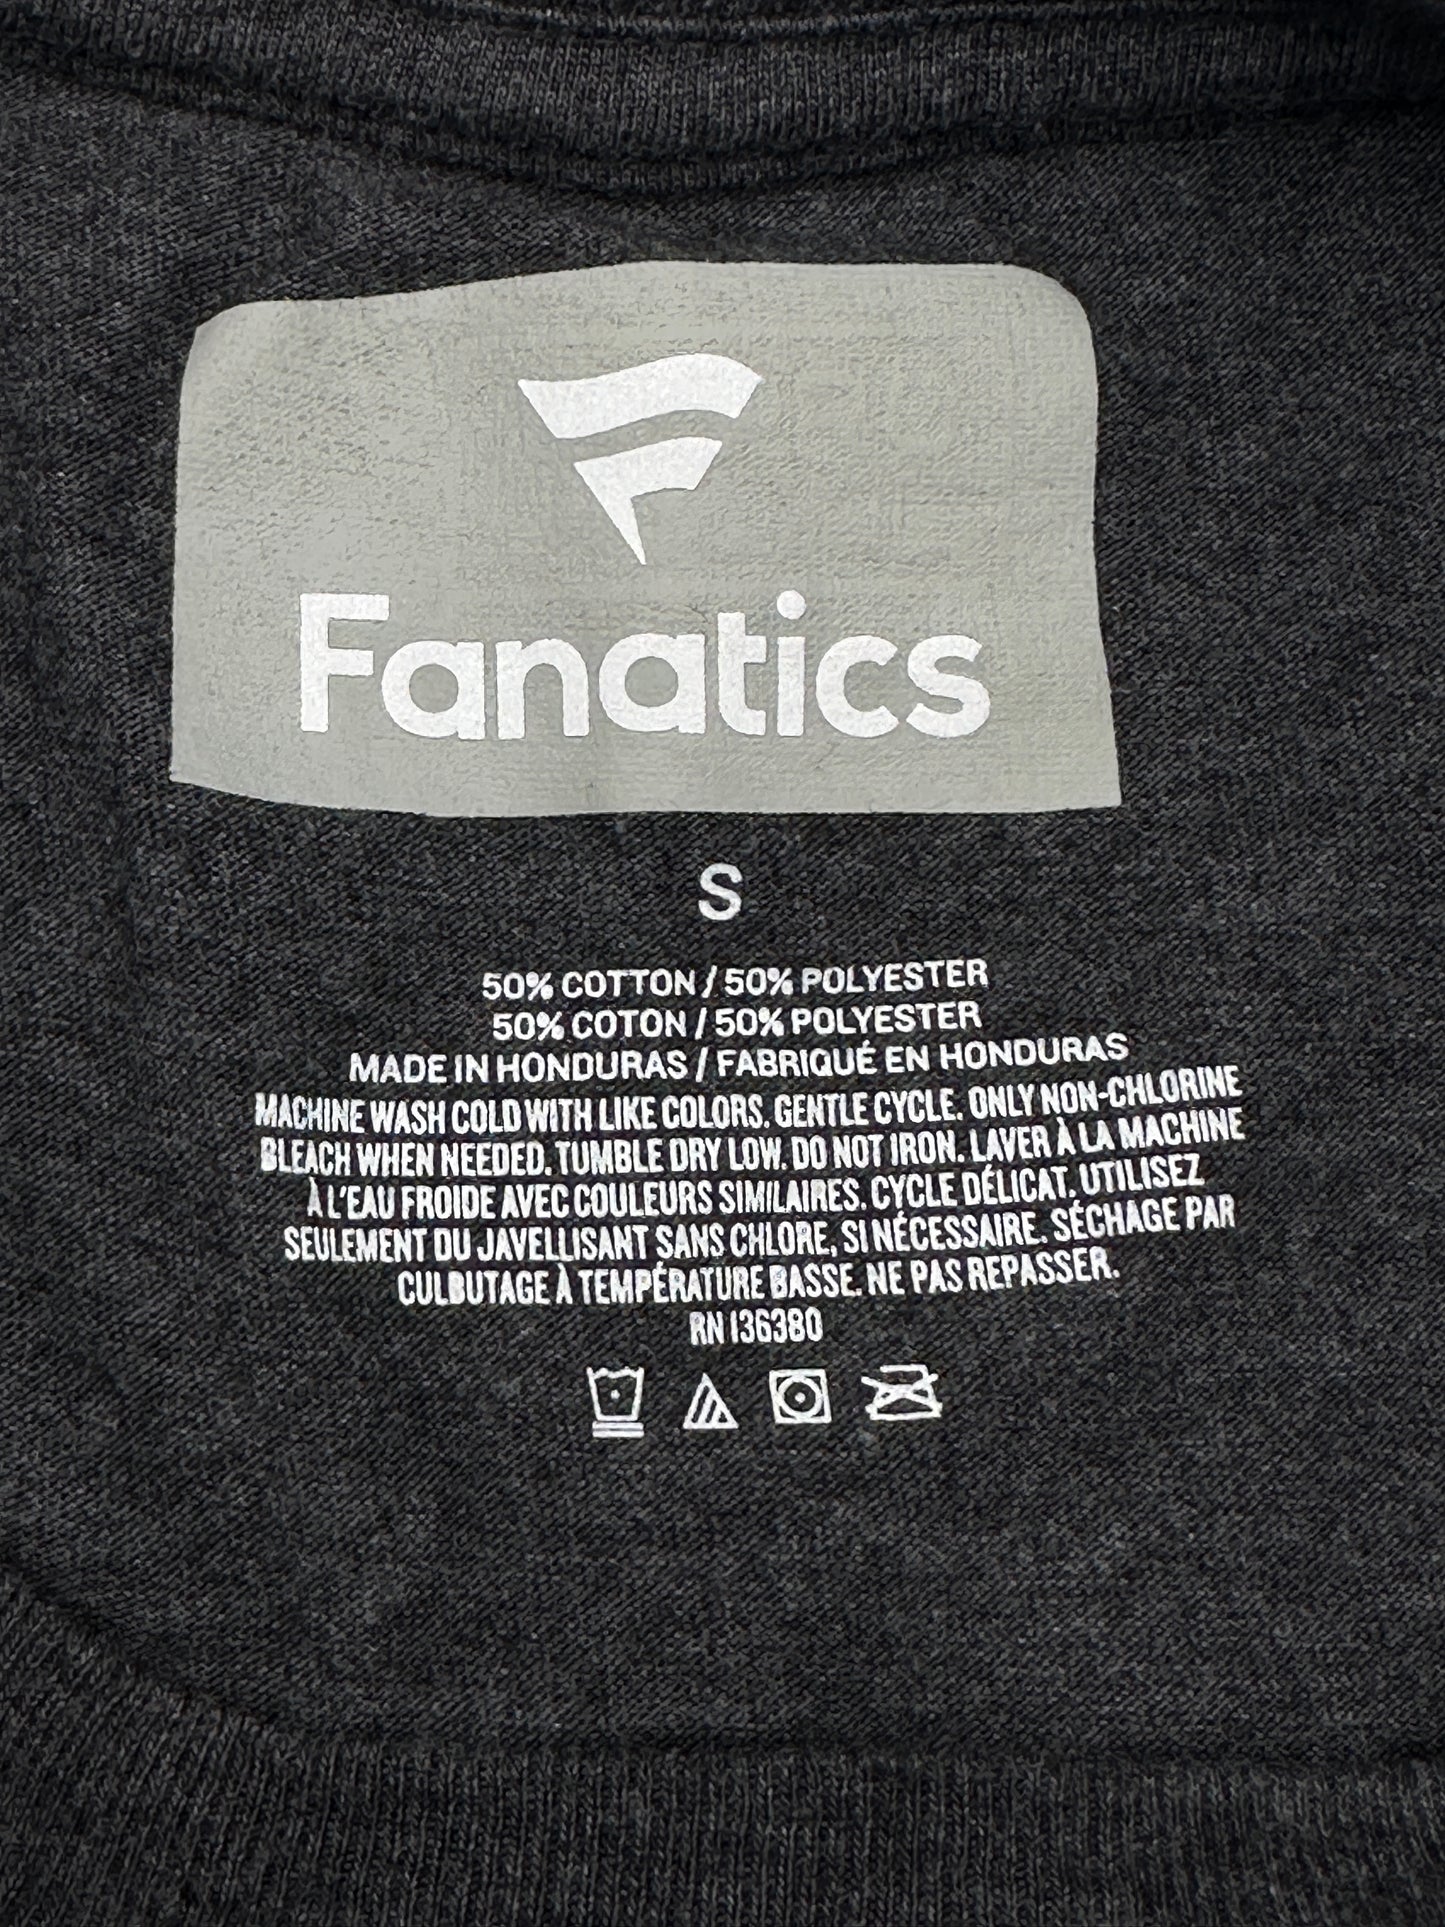 Fanatics
S
50% COTTON / 50% POLYESTER
50% COTON / 50% POLYESTER
MADE IN HONDURAS / FABRIQUÉ EN HONDURAS
MACHINE WASH COLD WITH LIKE COLORS. GENTLE CYCLE. ONLY NON-CHLORINE
BLEACH WHEN NEEDED. TUMBLE DRY LOW. DO NOT IRON. LAVER À LA MACHINE
À L'EAU FROIDE AVEC COULEURS SIMILAIRES. CYCLE DÉLICAT. UTILISEZ
SEULEMENT DU JAVELLISANT SANS CHLORE, SI NÉCESSAIRE. SÉCHAGE PAR
CULBUTAGE À TEMPÉRATURE BASSE. NE PAS REPASSER.
RN 136380